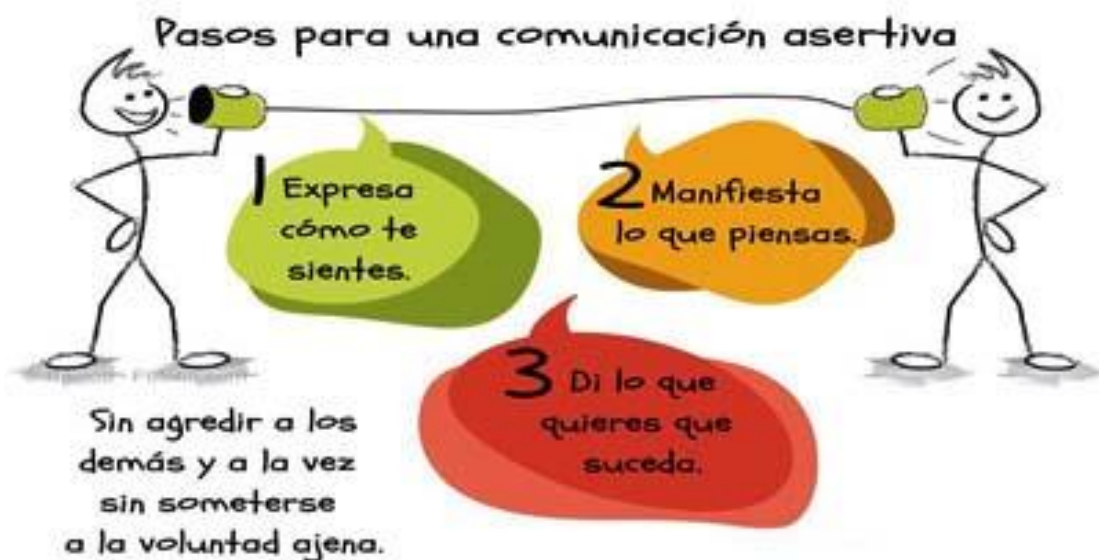 Pasos para una comunicación asertiva
1 Expresa
cómo te
sientes.
2 Manifiesta
lo que piensas.
3 Di lo que
quieres que
suceda.
Sin agredir a los
demás y a la vez
sin someterse
a la voluntad ajena.